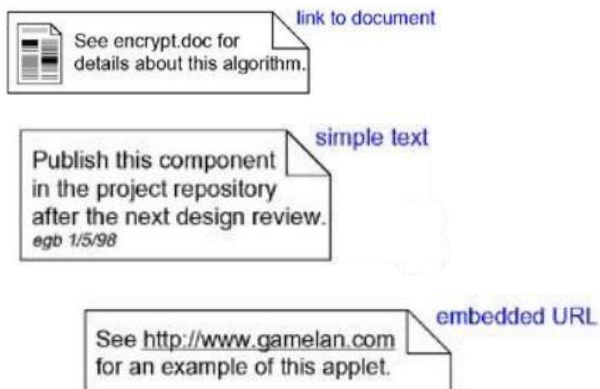 link to document
See encrypt.doc for
details about this algorithm.
simple text
Publish this component
in the project repository
after the next design review.
egb 1/5/98
embedded URL
See http://www.gamelan.com
for an example of this applet.